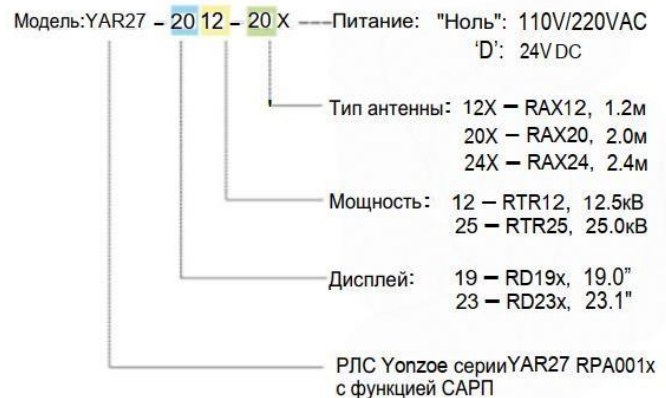 Модель:YAR27 – 20 12 – 20 X ---Питание: "Ноль": 110V/220VAC
‘D’: 24V DC
Тип антенны: 12X – RAX12, 1.2м
20X – RAX20, 2.0м
24X – RAX24, 2.4м
Мощность: 12 – RTR12, 12.5кВ
25 – RTR25, 25.0кВ
Дисплей: 19 – RD19x, 19.0”
23 – RD23x, 23.1"
РЛС Yonzoe серииYAR27 RPA001x
с функцией САРП